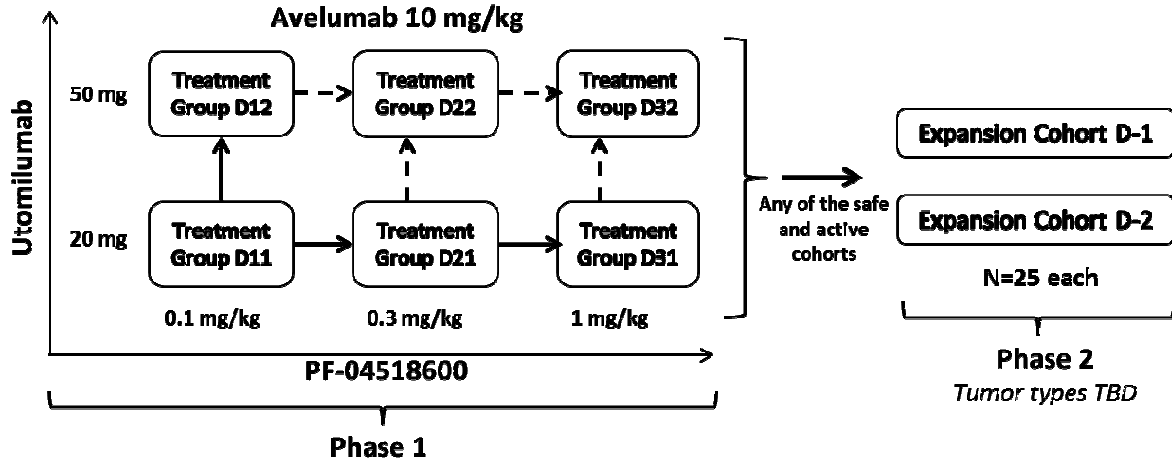 Avelumab 10 mg/kg
Utomilumab
50 mg
Treatment
Group D12
Treatment
Group D22
Treatment
Group D32
20 mg
Treatment
Group D11
Treatment
Group D21
Treatment
Group D31
0.1 mg/kg
0.3 mg/kg
1 mg/kg
PF-04518600
Phase 1
Any of the safe
and active
cohorts
Expansion Cohort D-1
Expansion Cohort D-2
N=25 each
Phase 2
Tumor types TBD